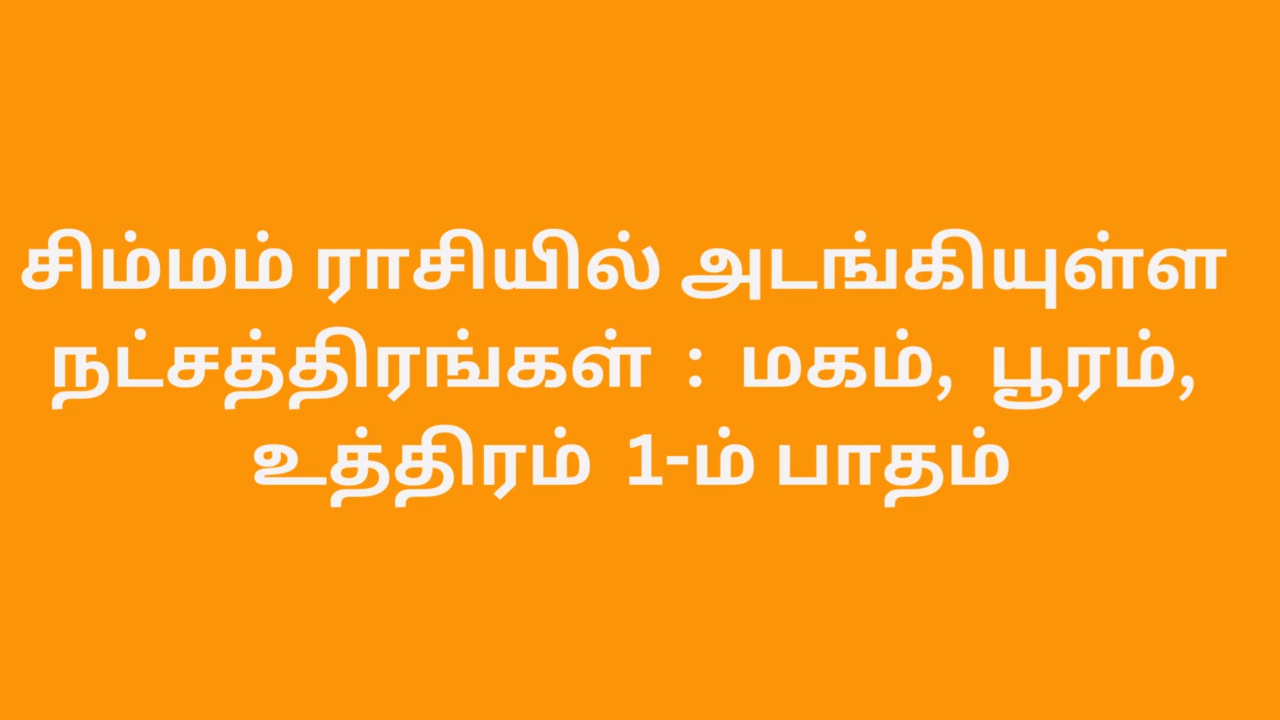 சிம்மம் ராசியில் அடங்கியுள்ள
நட்சத்திரங்கள் : மகம், பூரம்,
உத்திரம் 1-ம் பாதம்